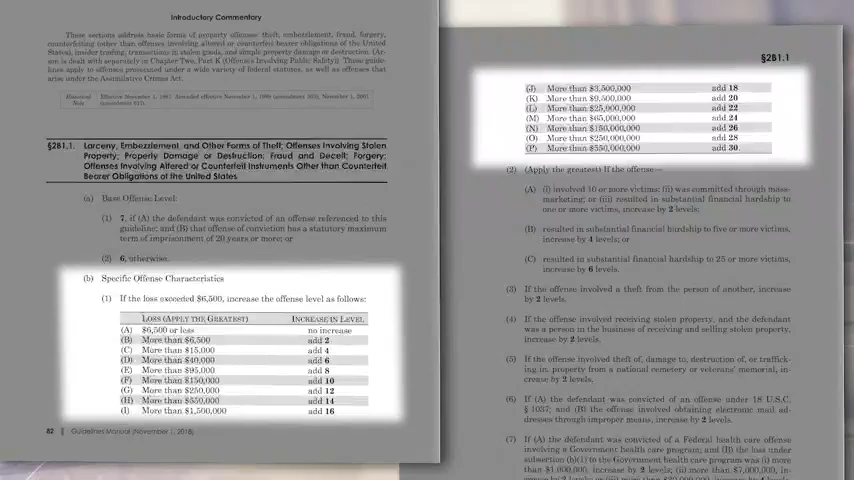 Introductory Commentary
These sections address basic forms of property offenses: theft, embezzlement, fraud, forgery,
counterfeiting (other than offenses involving altered or counterfeit bearer obligations of the United
States), insider trading, transactions in stolen goods, and simple property damage or destruction. (Ar-
son is dealt with separately in Chapter Two, Part K (Offenses Involving Public Safety)). These guide-
lines apply to offenses prosecuted under a wide variety of federal statutes, as well as offenses that
arise under the Assimilative Crimes Act.
Historical Note
Effective November 1, 1987. Amended effective November 1, 1989 (amendment 303); November 1, 2001
(amendment 617).
§2B1.1. Larceny, Embezzlement, and Other Forms of Theft; Offenses Involving Stolen
Property; Property Damage or Destruction; Fraud and Deceit; Forgery;
Offenses Involving Altered or Counterfeit Instruments Other than Counterfeit
Bearer Obligations of the United States
(a) Base Offense Level:
(1) 7, if (A) the defendant was convicted of an offense referenced to this
guideline; and (B) that offense of conviction has a statutory maximum
term of imprisonment of 20 years or more; or
(2) 6, otherwise.
(b) Specific Offense Characteristics
(1) If the loss exceeded $6,500, increase the offense level as follows:
LOSS (APPLY THE GREATEST) INCREASE IN LEVEL
(A) $6,500 or less no increase
(B) More than $6,500 add 2
(C) More than $15,000 add 4
(D) More than $40,000 add 6
(E) More than $95,000 add 8
(F) More than $150,000 add 10
(G) More than $250,000 add 12
(H) More than $550,000 add 14
(I) More than $1,500,000 add 16
82 || Guidelines Manual (November 1, 2018)
§2B1.1
(J) More than $3,500,000 add 18
(K) More than $9,500,000 add 20
(L) More than $25,000,000 add 22
(M) More than $65,000,000 add 24
(N) More than $150,000,000 add 26
(O) More than $250,000,000 add 28
(P) More than $550,000,000 add 30.
(2) (Apply the greatest) If the offense—
(A) (i) involved 10 or more victims; (ii) was committed through mass-
marketing; or (iii) resulted in substantial financial hardship to
one or more victims, increase by 2 levels;
(B) resulted in substantial financial hardship to five or more victims,
increase by 4 levels; or
(C) resulted in substantial financial hardship to 25 or more victims,
increase by 6 levels.
(3) If the offense involved a theft from the person of another, increase
by 2 levels.
(4) If the offense involved receiving stolen property, and the defendant
was a person in the business of receiving and selling stolen property,
increase by 2 levels.
(5) If the offense involved theft of, damage to, destruction of, or traffick-
ing in, property from a national cemetery or veterans' memorial, in-
crease by 2 levels.
(6) If (A) the defendant was convicted of an offense under 18 U.S.C.
§ 1037; and (B) the offense involved obtaining electronic mail ad-
dresses through improper means, increase by 2 levels.
(7) If (A) the defendant was convicted of a Federal health care offense
involving a Government health care program; and (B) the loss under
subsection (b)(1) to the Government health care program was (i) more
than $1,000,000, increase by 2 levels; (ii) more than $7,000,000, in-